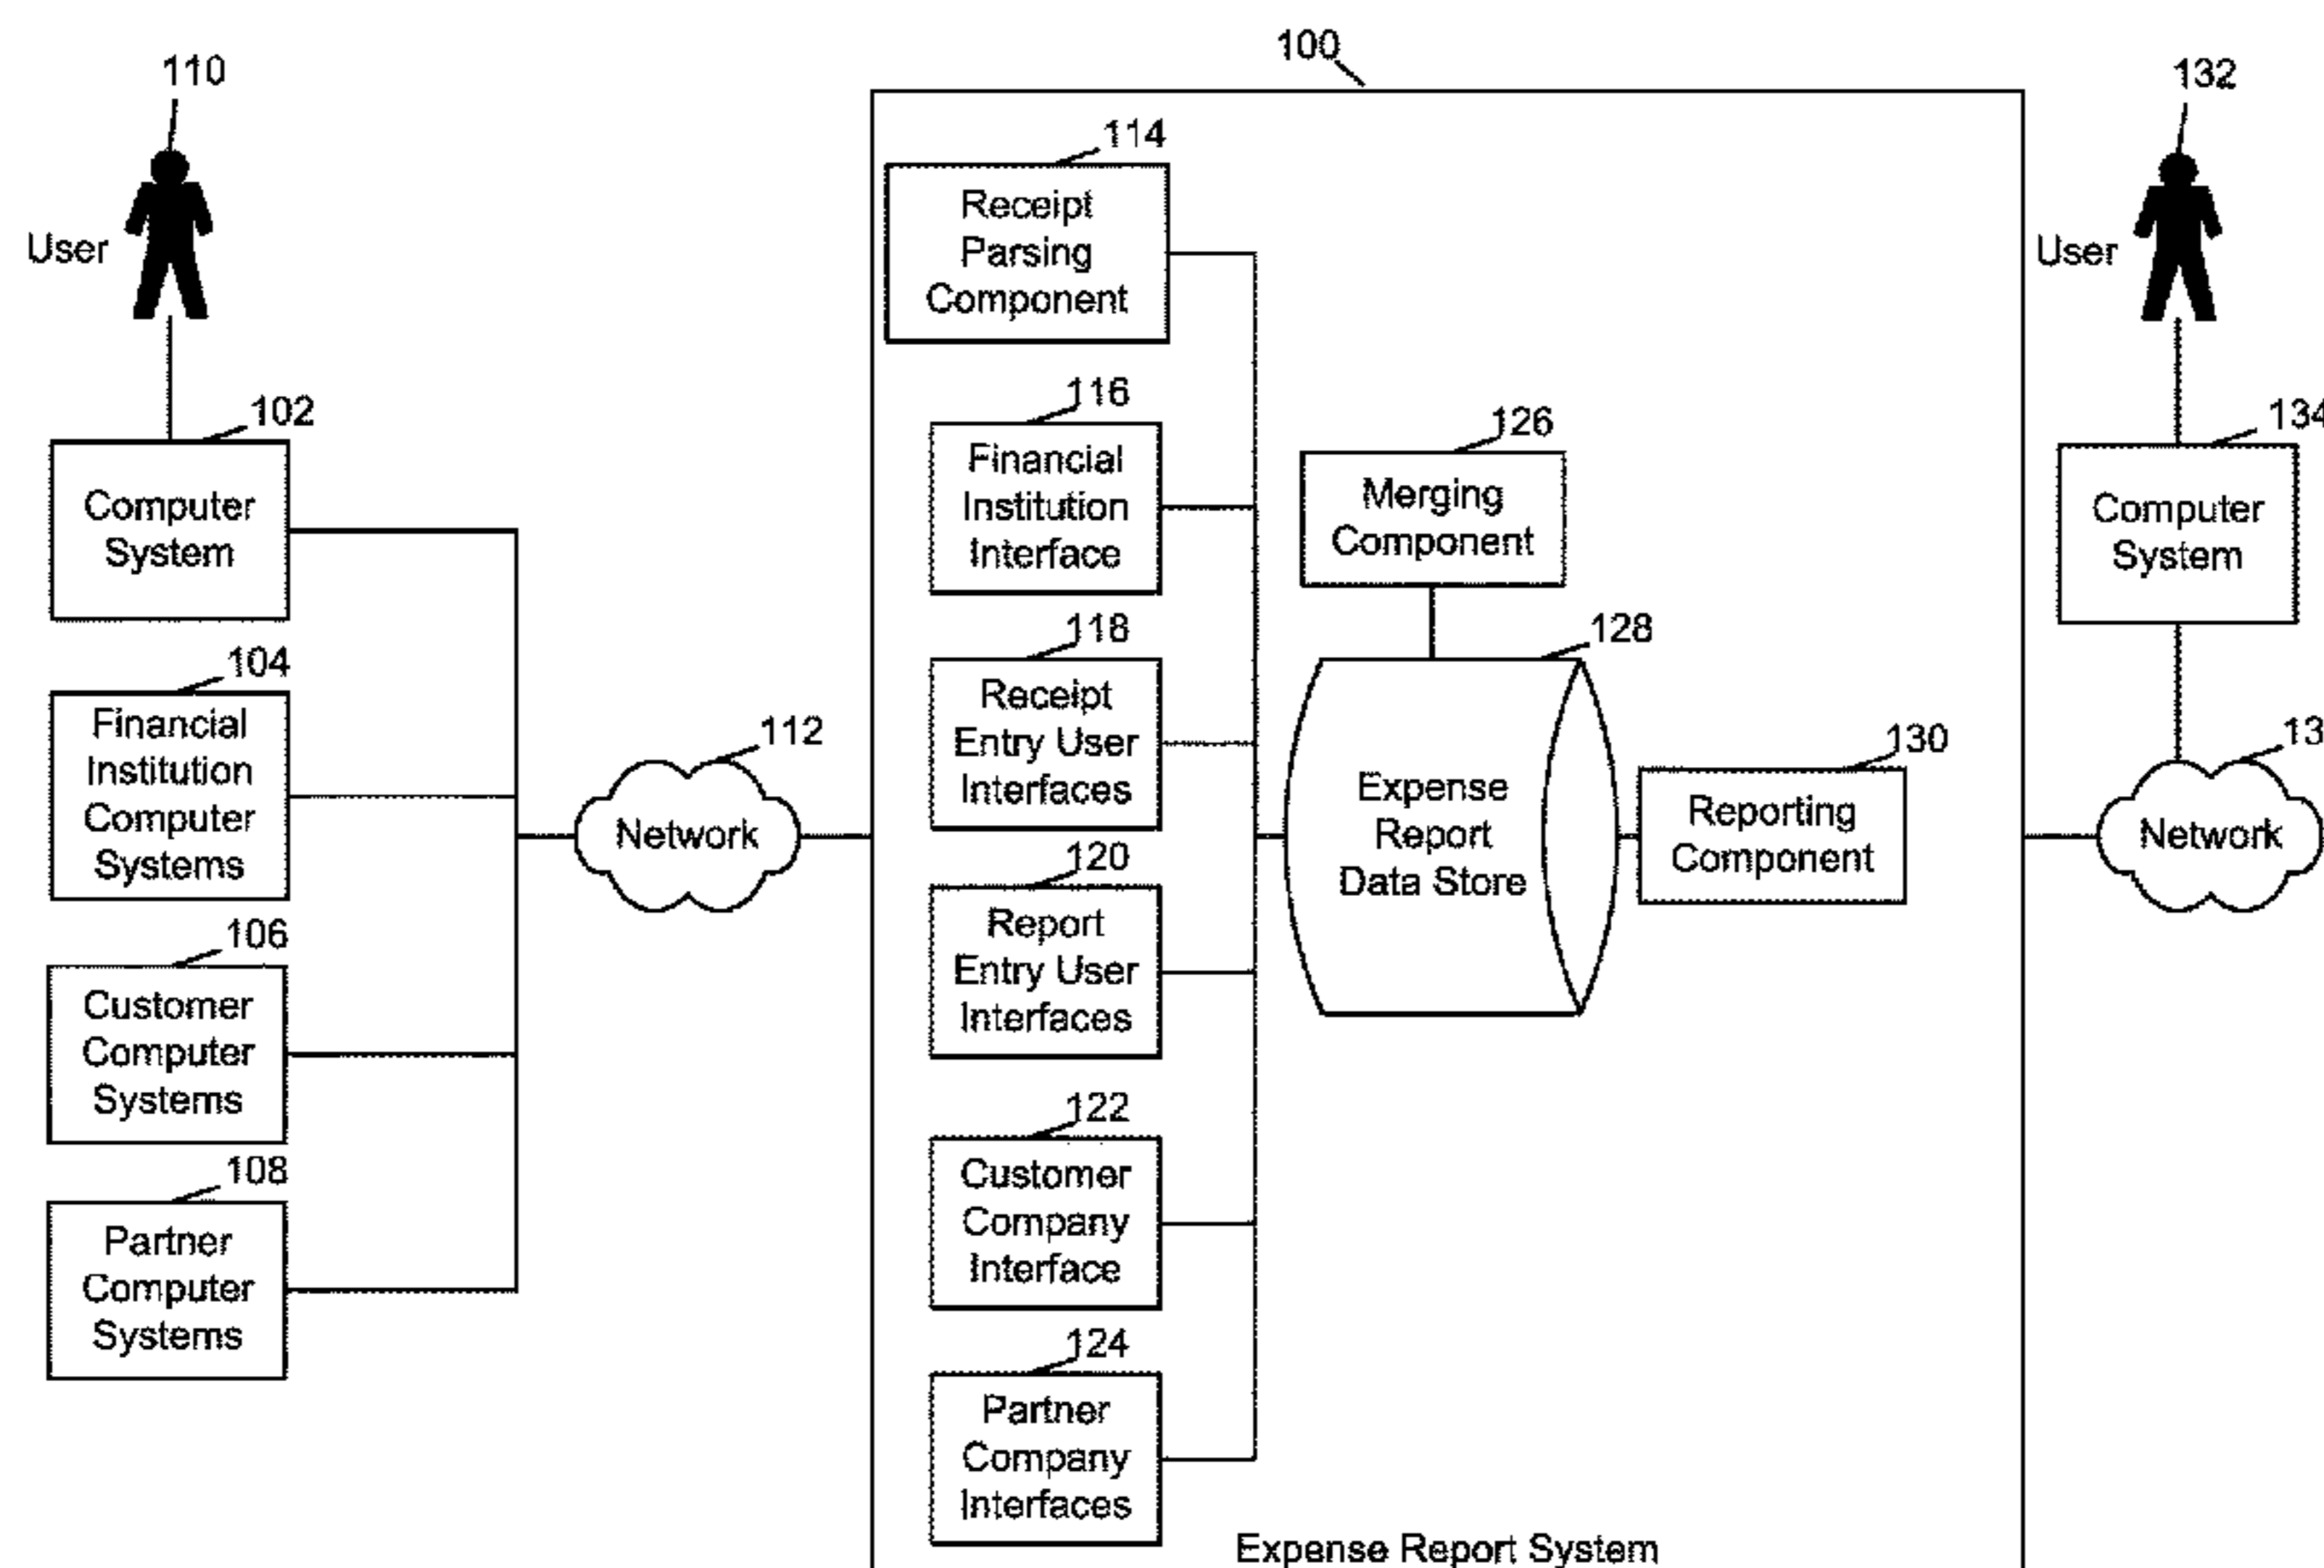 100
110
132
114
User
Receipt
Parsing
Component
User
102
116
126
134
Computer
System
Financial
Institution
Interface
Merging
Component
Computer
System
104
118
128
Financial
Institution
Computer
Systems
112
Network
Receipt
Entry User
Interfaces
Expense
Report
Data Store
130
Reporting
Component
13
Network
106
120
Customer
Computer
Systems
Report
Entry User
Interfaces
108
122
Partner
Computer
Systems
Customer
Company
Interface
124
Partner
Company
Interfaces
Expense Report System